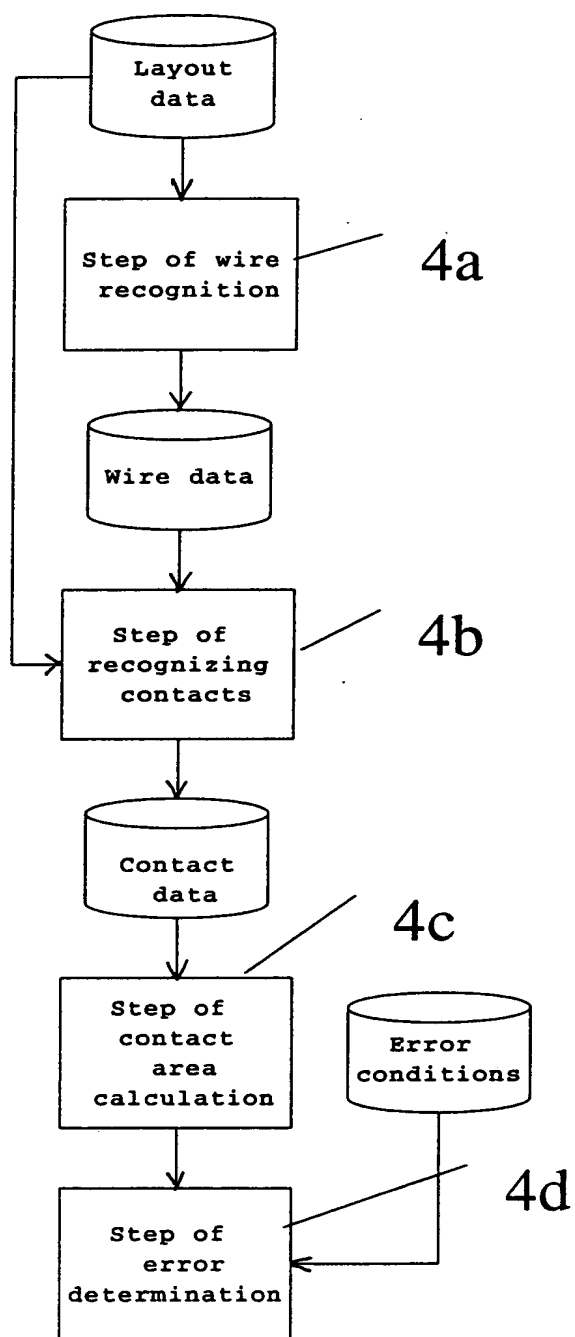 Layout
data
Step of wire
recognition
4a
Wire data
Step of
recognizing
contacts
4b
Contact
data
4c
Step of
contact
area
calculation
Error
conditions
4d
Step of
error
determination